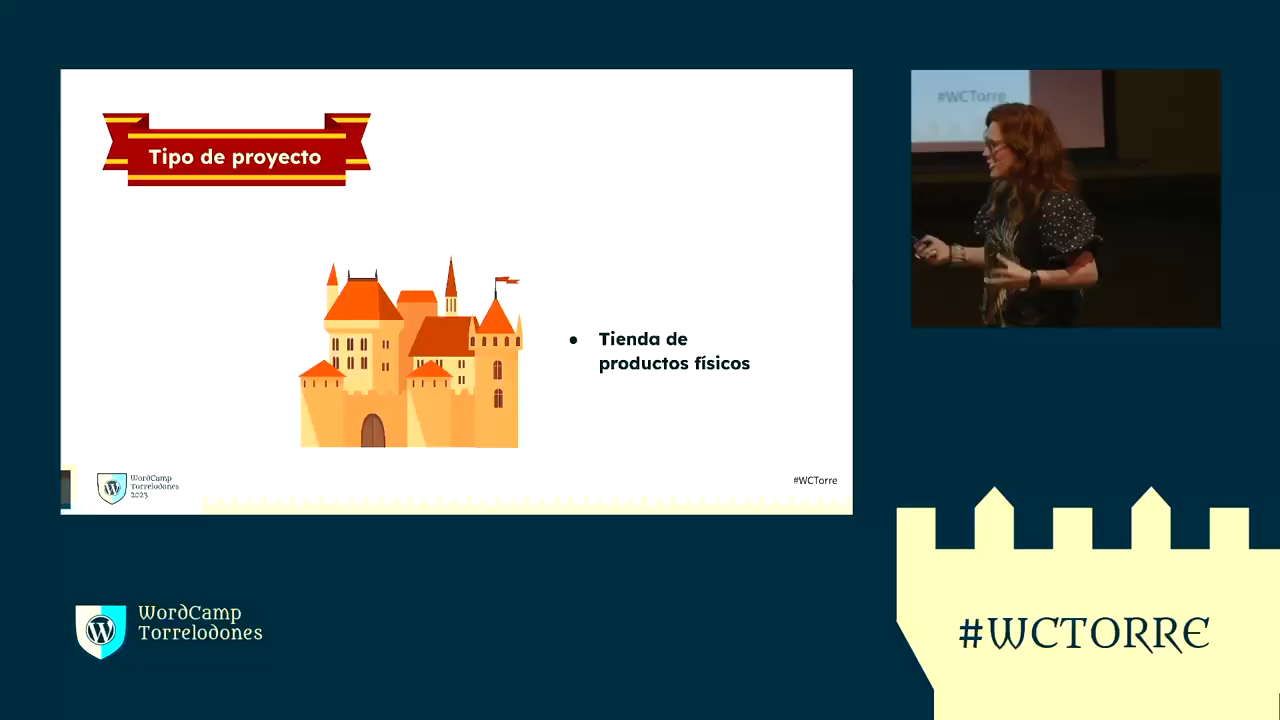 #WCTorre
Tipo de proyecto
● Tienda de
productos físicos
WordCamp
Torrelodones
2023
#WCTorre
WordCamp
Torrelodones
#WCTORRE